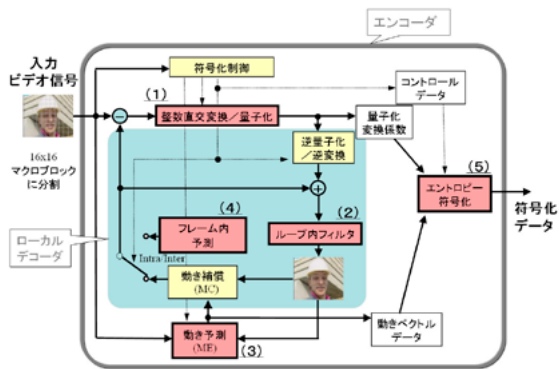 エンコーダ
入力
ビデオ信号
符号化制御
コントロール
データ
(1)
整数直交変換／量子化
量子化
変換係数
16x16
マクロブロック
に分割
逆量子化
／逆変換
(5)
エントロピー
符号化
符号化
データ
(4)
フレーム内
予測
(2)
ループ内フィルタ
ローカル
デコーダ
Intra/Inter
動き補償
(MC)
動き予測
(ME)
(3)
動きベクトル
データ